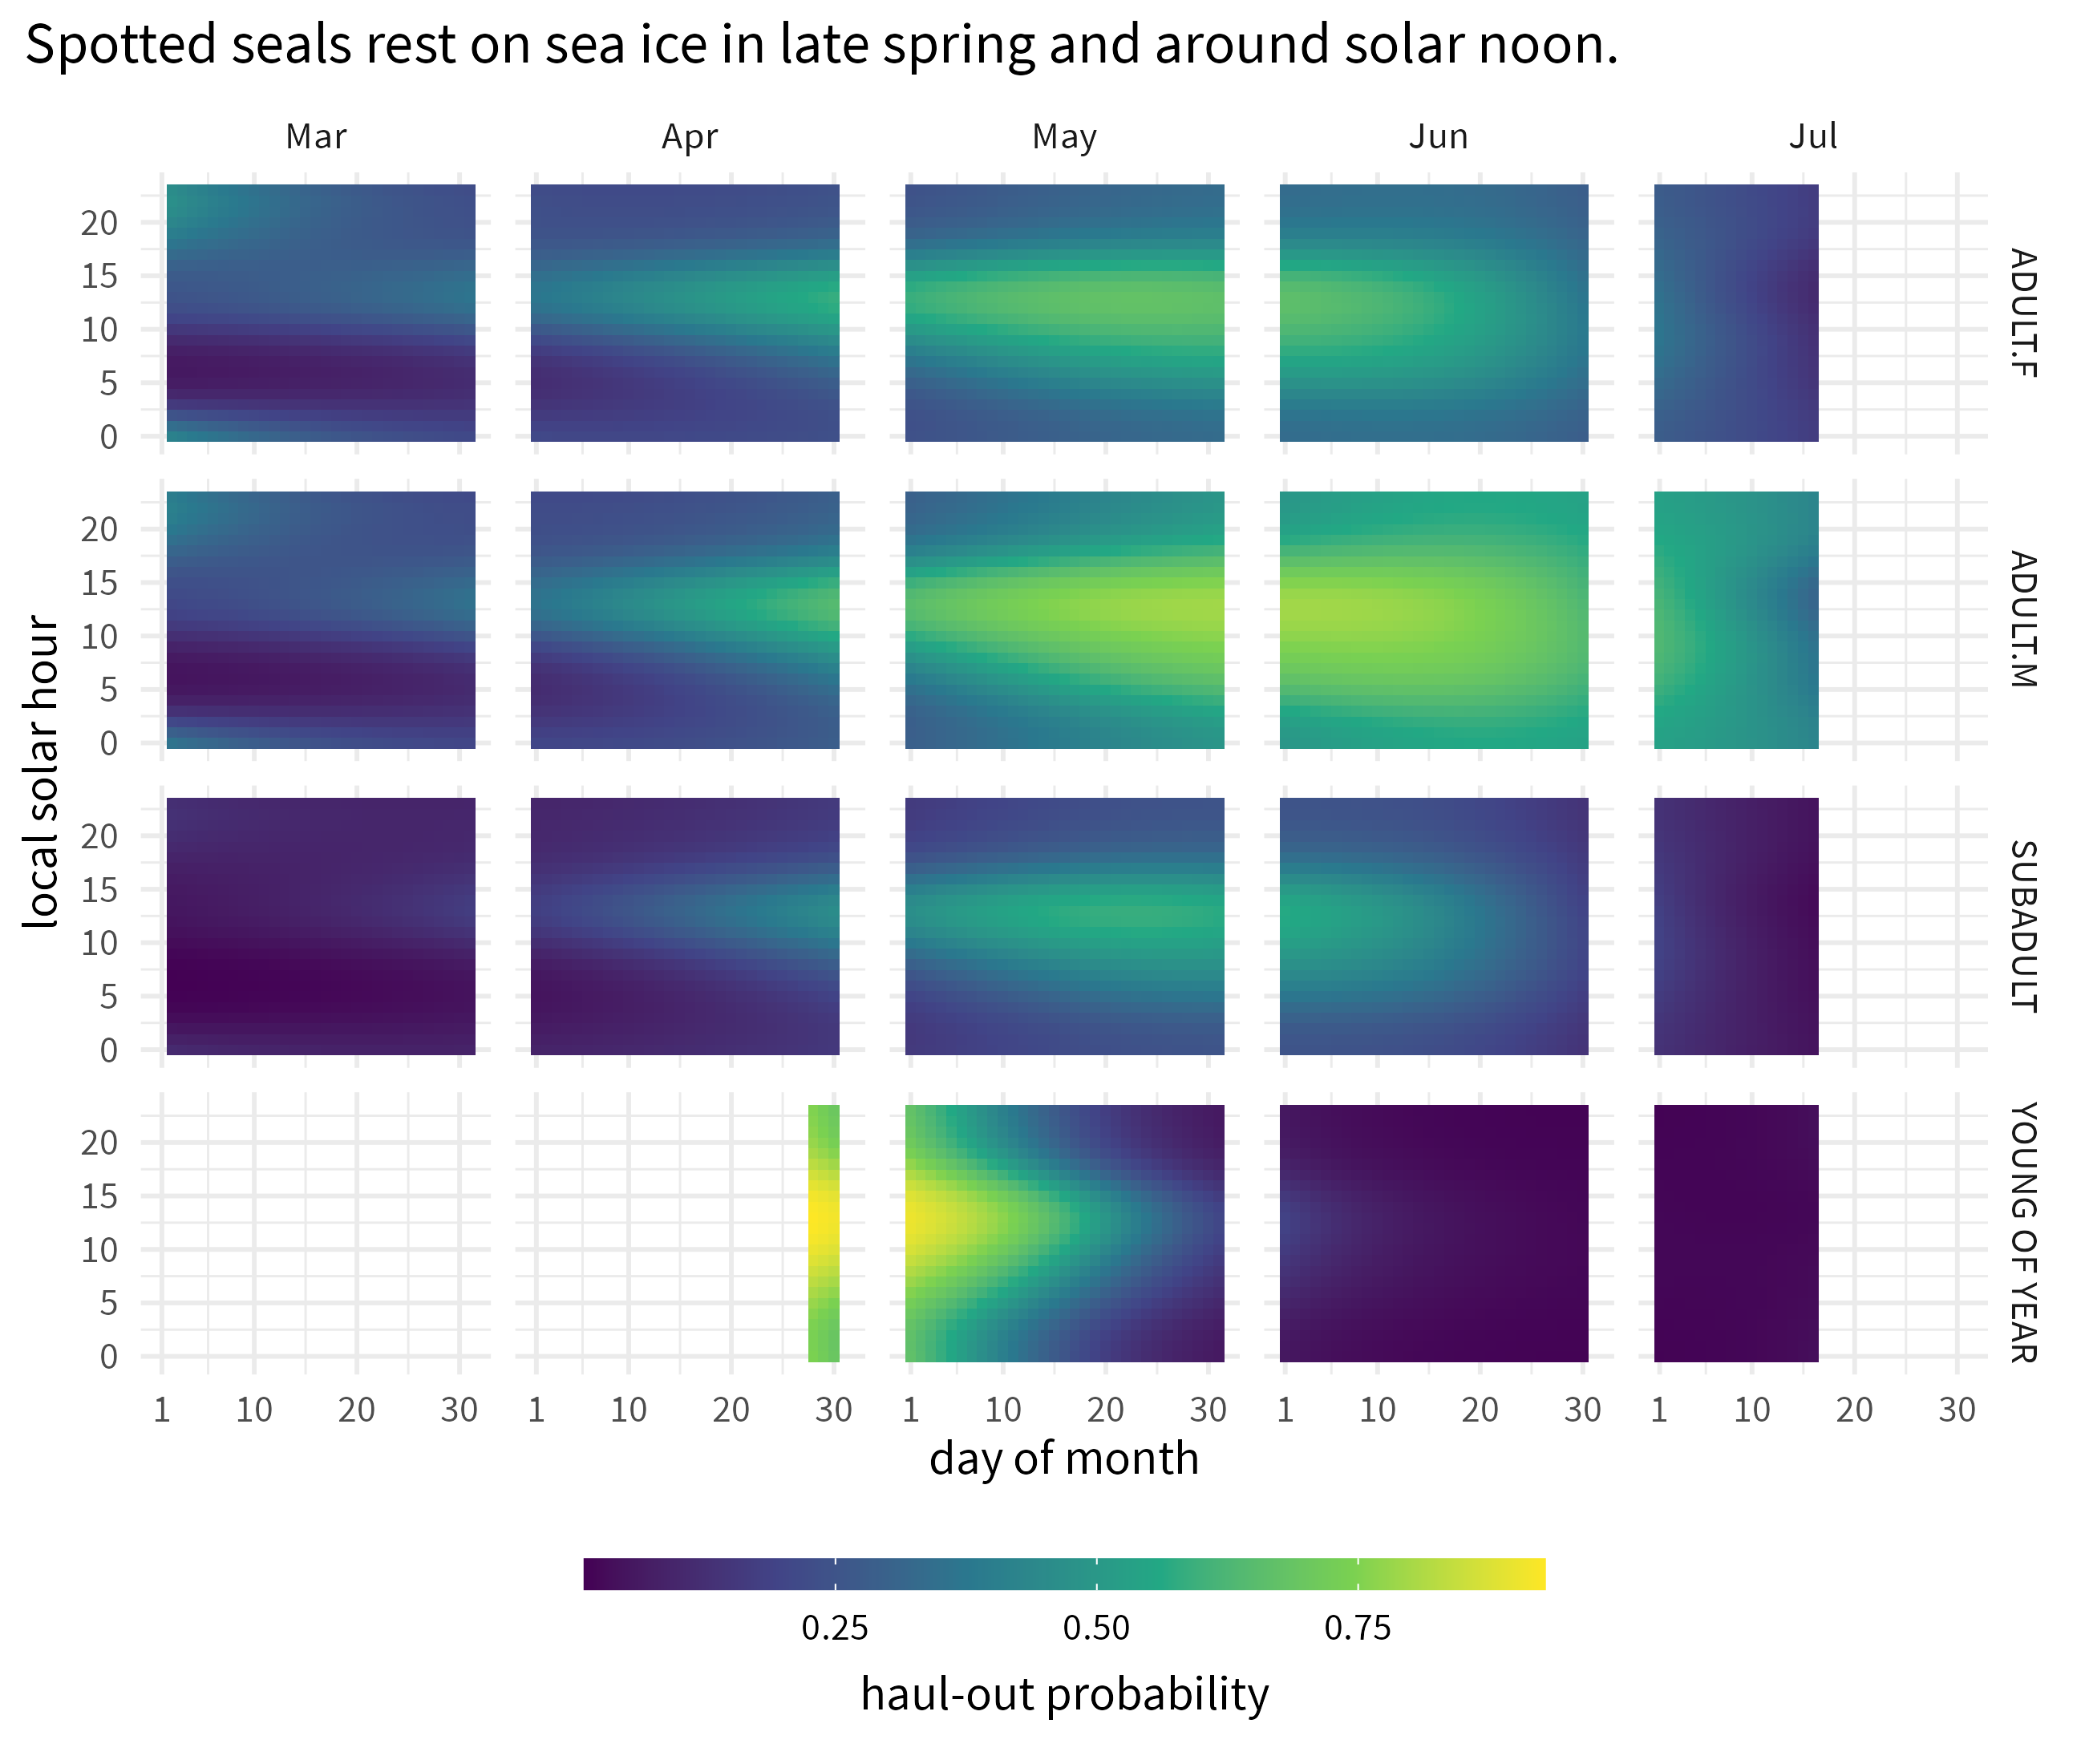 Spotted seals rest on sea ice in late spring and around solar noon.
Mar Apr May Jun Jul
20
15
10
5
0
ADULT.F
20
15
10
5
0
ADULT.M
local solar hour
20
15
10
5
0
SUBADULT
20
15
10
5
0
YOUNG OF YEAR
1 10 20 30 1 10 20 30 1 10 20 30 1 10 20 30 1 10 20 30
day of month
0.25 0.50 0.75
haul-out probability